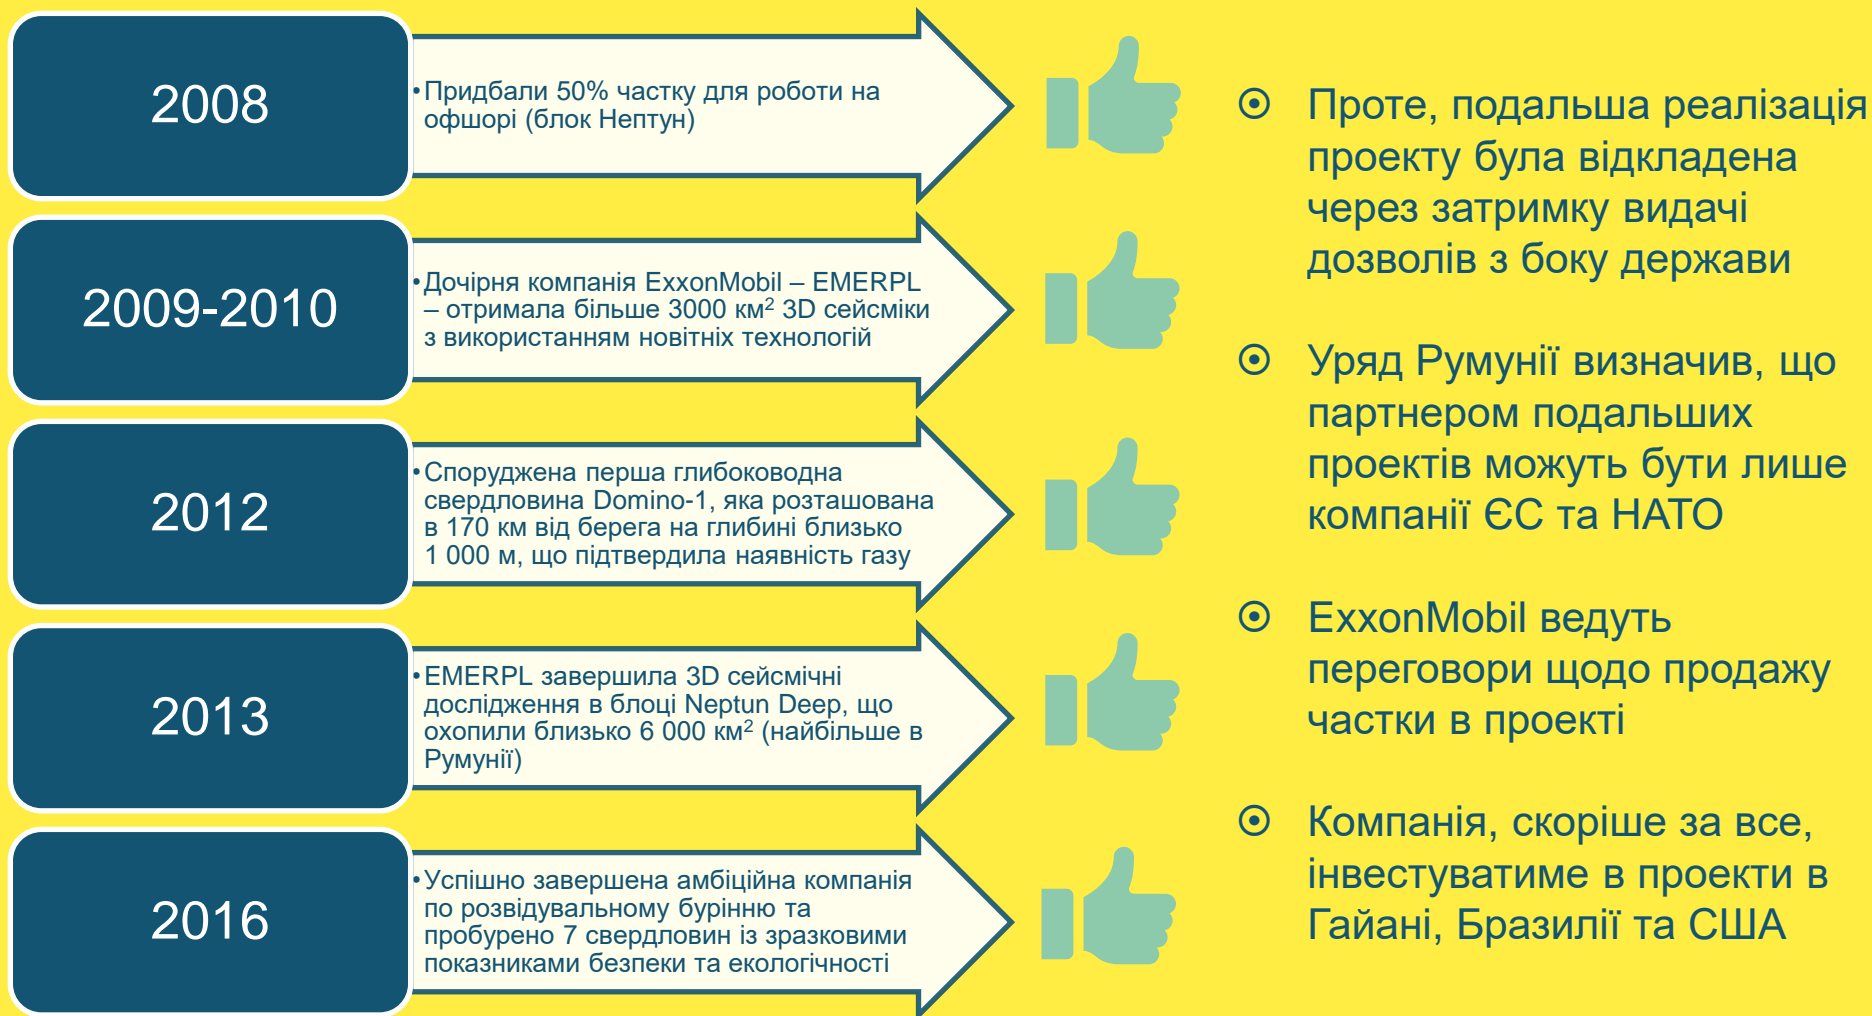 2008
•Придбали 50% частку для роботи на
офшорі (блок Нептун)
2009-2010
•Дочірня компанія ExxonMobil – EMERPL
– отримала більше 3000 км² 3D сейсміки
з використанням новітніх технологій
2012
•Споруджена перша глибоководна
свердловина Domino-1, яка розташована
в 170 км від берега на глибині близько
1 000 м, що підтвердила наявність газу
2013
•EMERPL завершила 3D сейсмічні
дослідження в блоці Neptun Deep, що
охопили близько 6 000 км² (найбільше в
Румунії)
2016
•Успішно завершена амбіційна компанія
по розвідувальному бурінню та
пробурено 7 свердловин із зразковими
показниками безпеки та екологічності
Проте, подальша реалізація
проекту була відкладена
через затримку видачі
дозволів з боку держави
Уряд Румунії визначив, що
партнером подальших
проектів можуть бути лише
компанії ЄС та НАТО
ExxonMobil ведуть
переговори щодо продажу
частки в проекті
Компанія, скоріше за все,
інвестуватиме в проекти в
Гайані, Бразилії та США